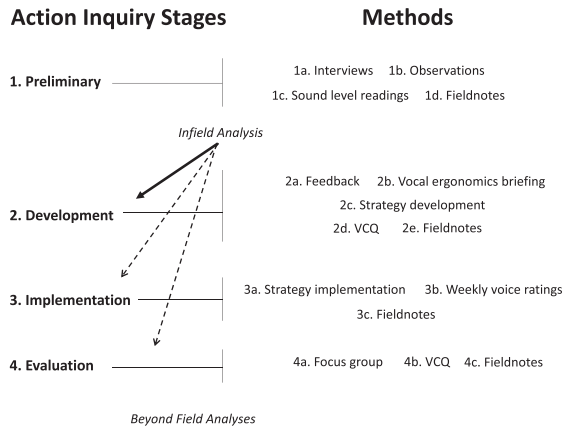 Action Inquiry Stages
Methods
1. Preliminary
1a. Interviews 1b. Observations
1c. Sound level readings 1d. Fieldnotes
Infield Analysis
2. Development
2a. Feedback 2b. Vocal ergonomics briefing
2c. Strategy development
2d. VCQ 2e. Fieldnotes
3. Implementation
3a. Strategy implementation 3b. Weekly voice ratings
3c. Fieldnotes
4. Evaluation
4a. Focus group 4b. VCQ 4c. Fieldnotes
Beyond Field Analyses